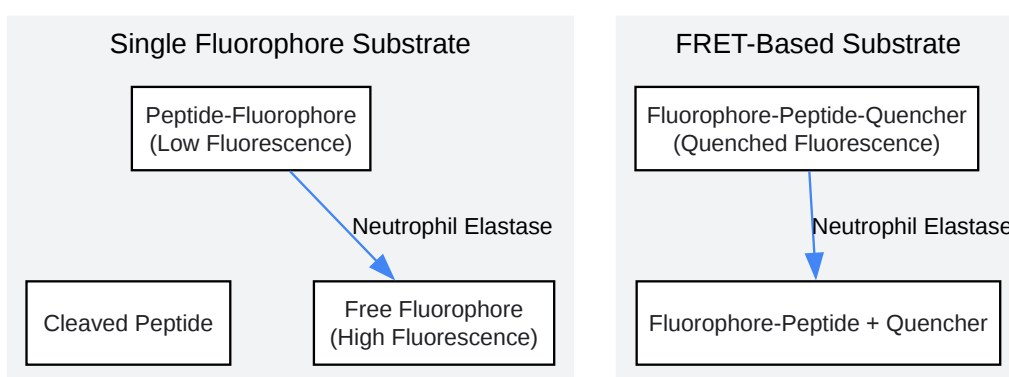 Single Fluorophore Substrate
Peptide-Fluorophore
(Low Fluorescence)
Neutrophil Elastase
Cleaved Peptide
Free Fluorophore
(High Fluorescence)
FRET-Based Substrate
Fluorophore-Peptide-Quencher
(Quenched Fluorescence)
Neutrophil Elastase
Fluorophore-Peptide + Quencher